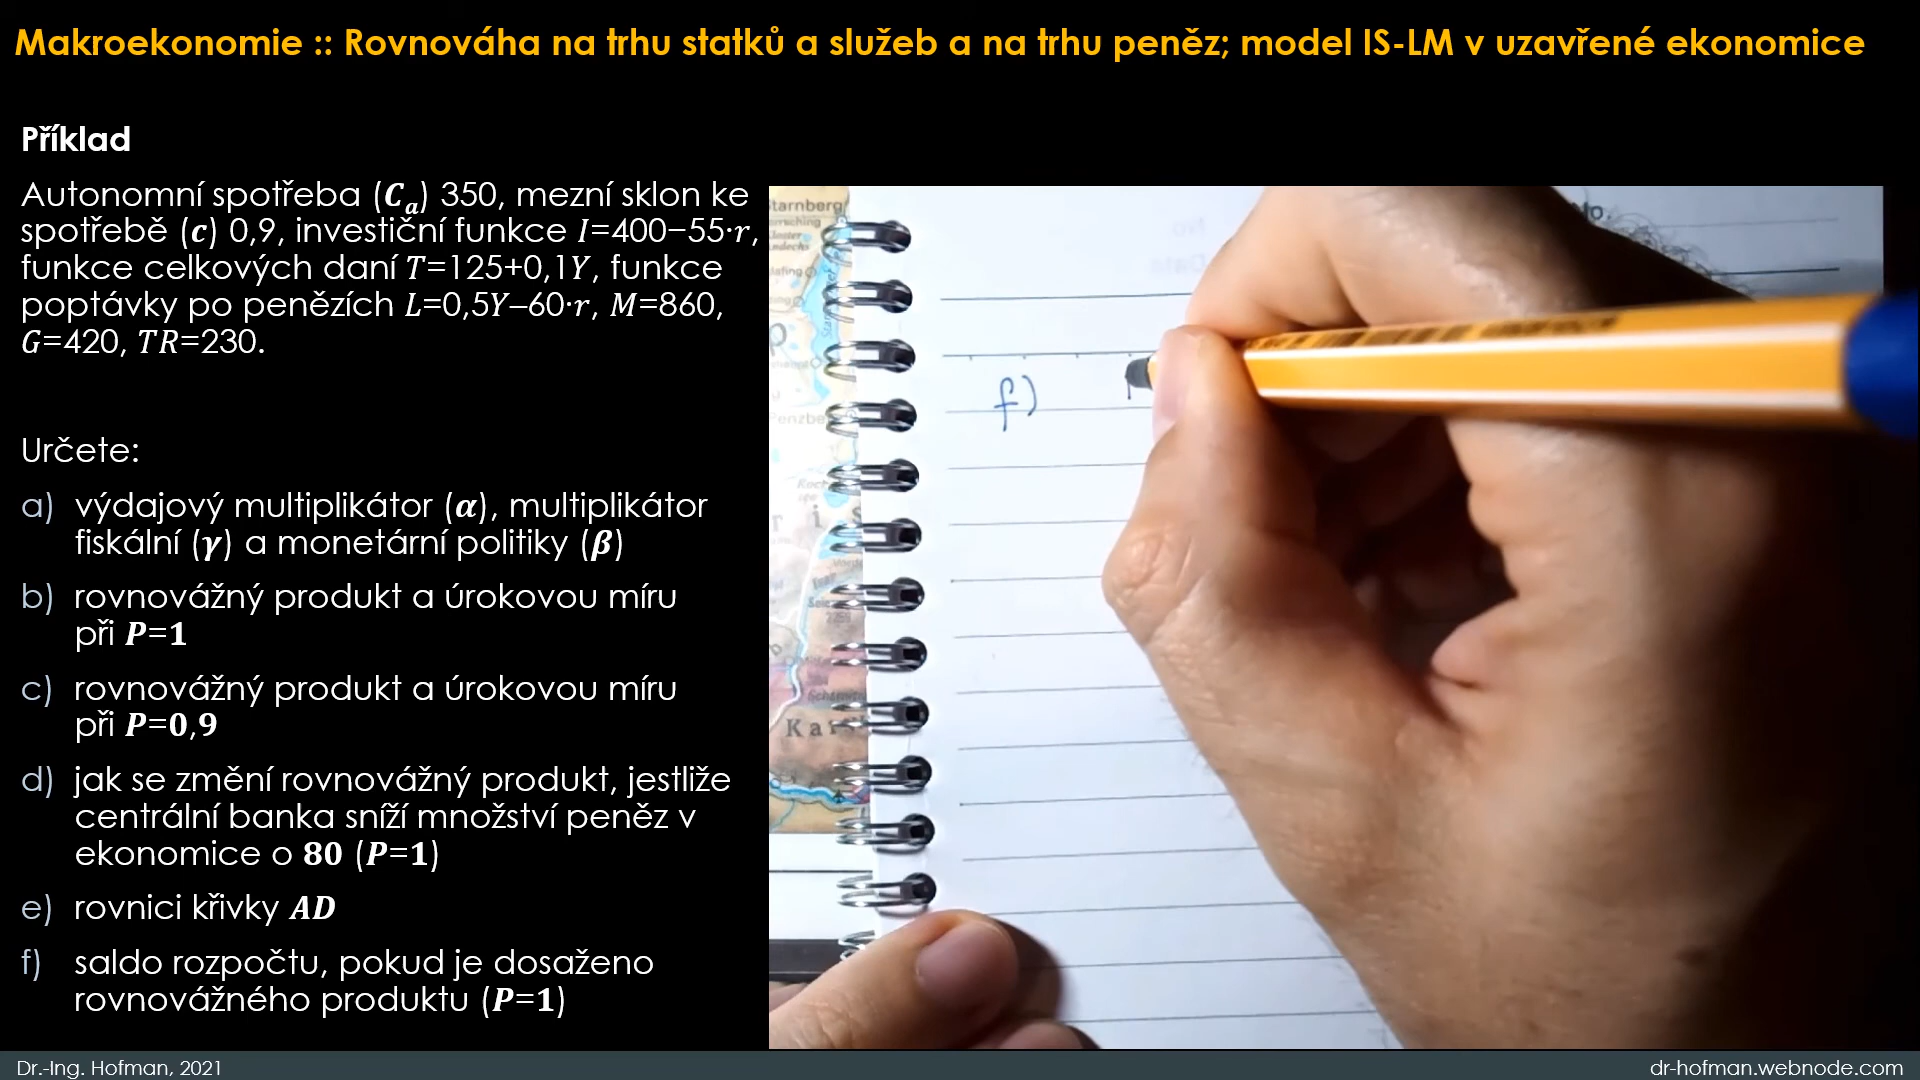 Makroekonomie :: Rovnováha na trhu statků a služeb a na trhu peněz; model IS-LM v uzavřené ekonomice
Příklad
Autonomní spotřeba (Cₐ) 350, mezní sklon ke
spotřebě (c) 0,9, investiční funkce I=400−55·r,
funkce celkových daní T=125+0,1Y, funkce
poptávky po penězích L=0,5Y–60·r, M=860,
G=420, TR=230.
Určete:
a) výdajový multiplikátor (α), multiplikátor
fiskální (γ) a monetární politiky (β)
b) rovnovážný produkt a úrokovou míru
při P=1
c) rovnovážný produkt a úrokovou míru
při P=0,9
d) jak se změní rovnovážný produkt, jestliže
centrální banka sníží množství peněz v
ekonomice o 80 (P=1)
e) rovnici křivky AD
f) saldo rozpočtu, pokud je dosaženo
rovnovážného produktu (P=1)
tarnberg
No.
f)
Dr.-Ing. Hofman, 2021
dr-hofman.webnode.com